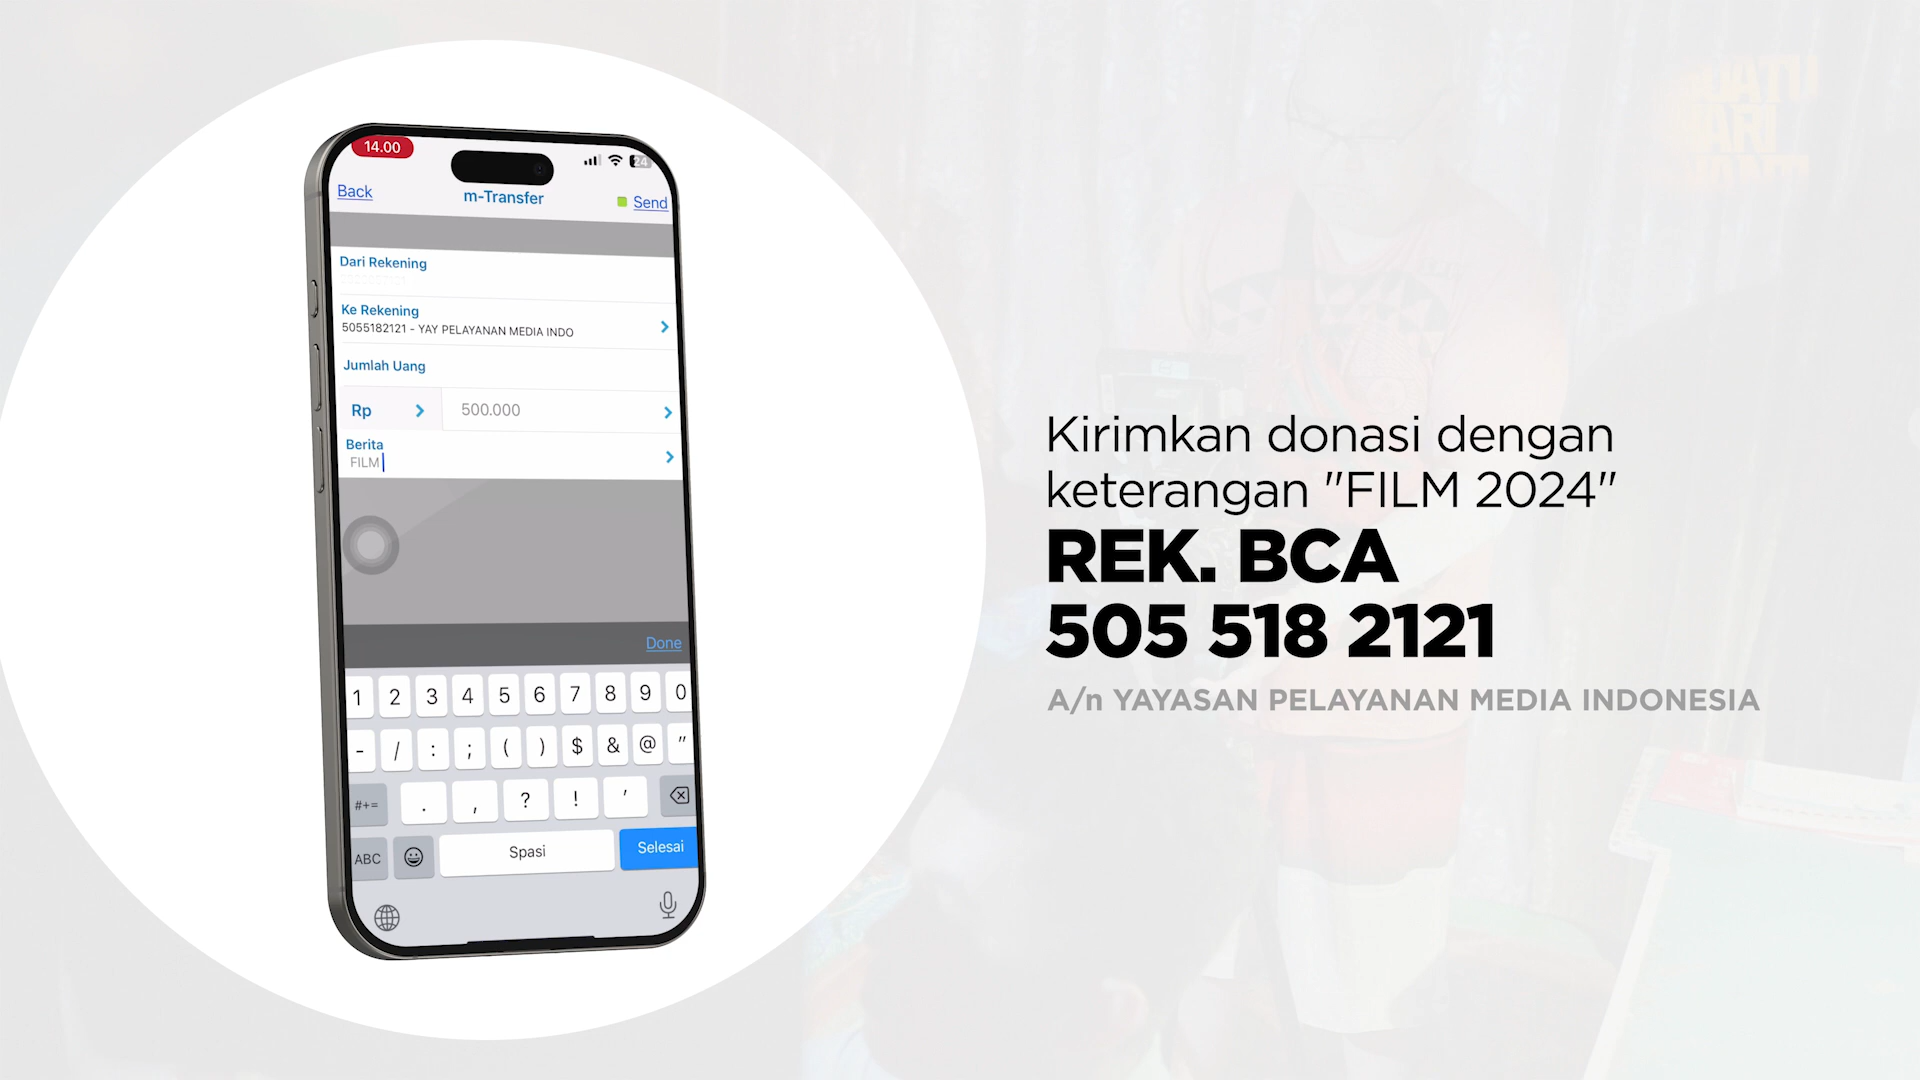 14.00
24
Back
m-Transfer
Send
Dari Rekening
Ke Rekening
5055182121 - YAY PELAYANAN MEDIA INDO
Jumlah Uang
Rp
500.000
Berita
FILM
Done
1 2 3 4 5 6 7 8 9 0
- / : ; ( ) $ & @ "
#+= . , ? ! '
ABC
Spasi
Selesai
Kirimkan donasi dengan
keterangan "FILM 2024"
REK. BCA
505 518 2121
A/n YAYASAN PELAYANAN MEDIA INDONESIA